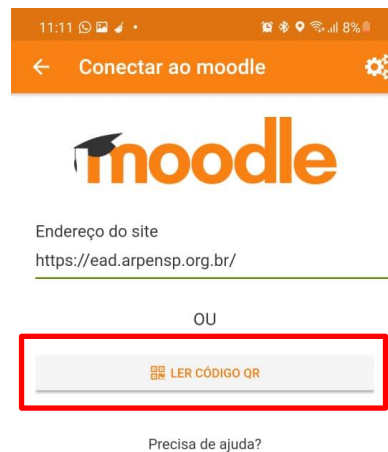 11:11 8%
Conectar ao moodle
moodle
Endereço do site
https://ead.arpensp.org.br/
OU
LER CÓDIGO QR
Precisa de ajuda?